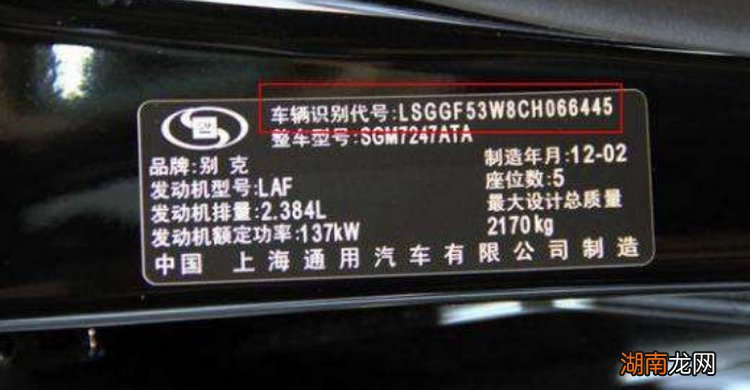 车辆识别代号:LSGGF53W8CH066445
整车型号:SGM7247ATA
品牌:别克
制造年月:12-02
发动机型号:LAF
座位数:5
发动机排量:2.384L
最大设计总质量
2170kg
发动机额定功率:137kW
中国 上海通用汽车有限公司制造
湖南龙网